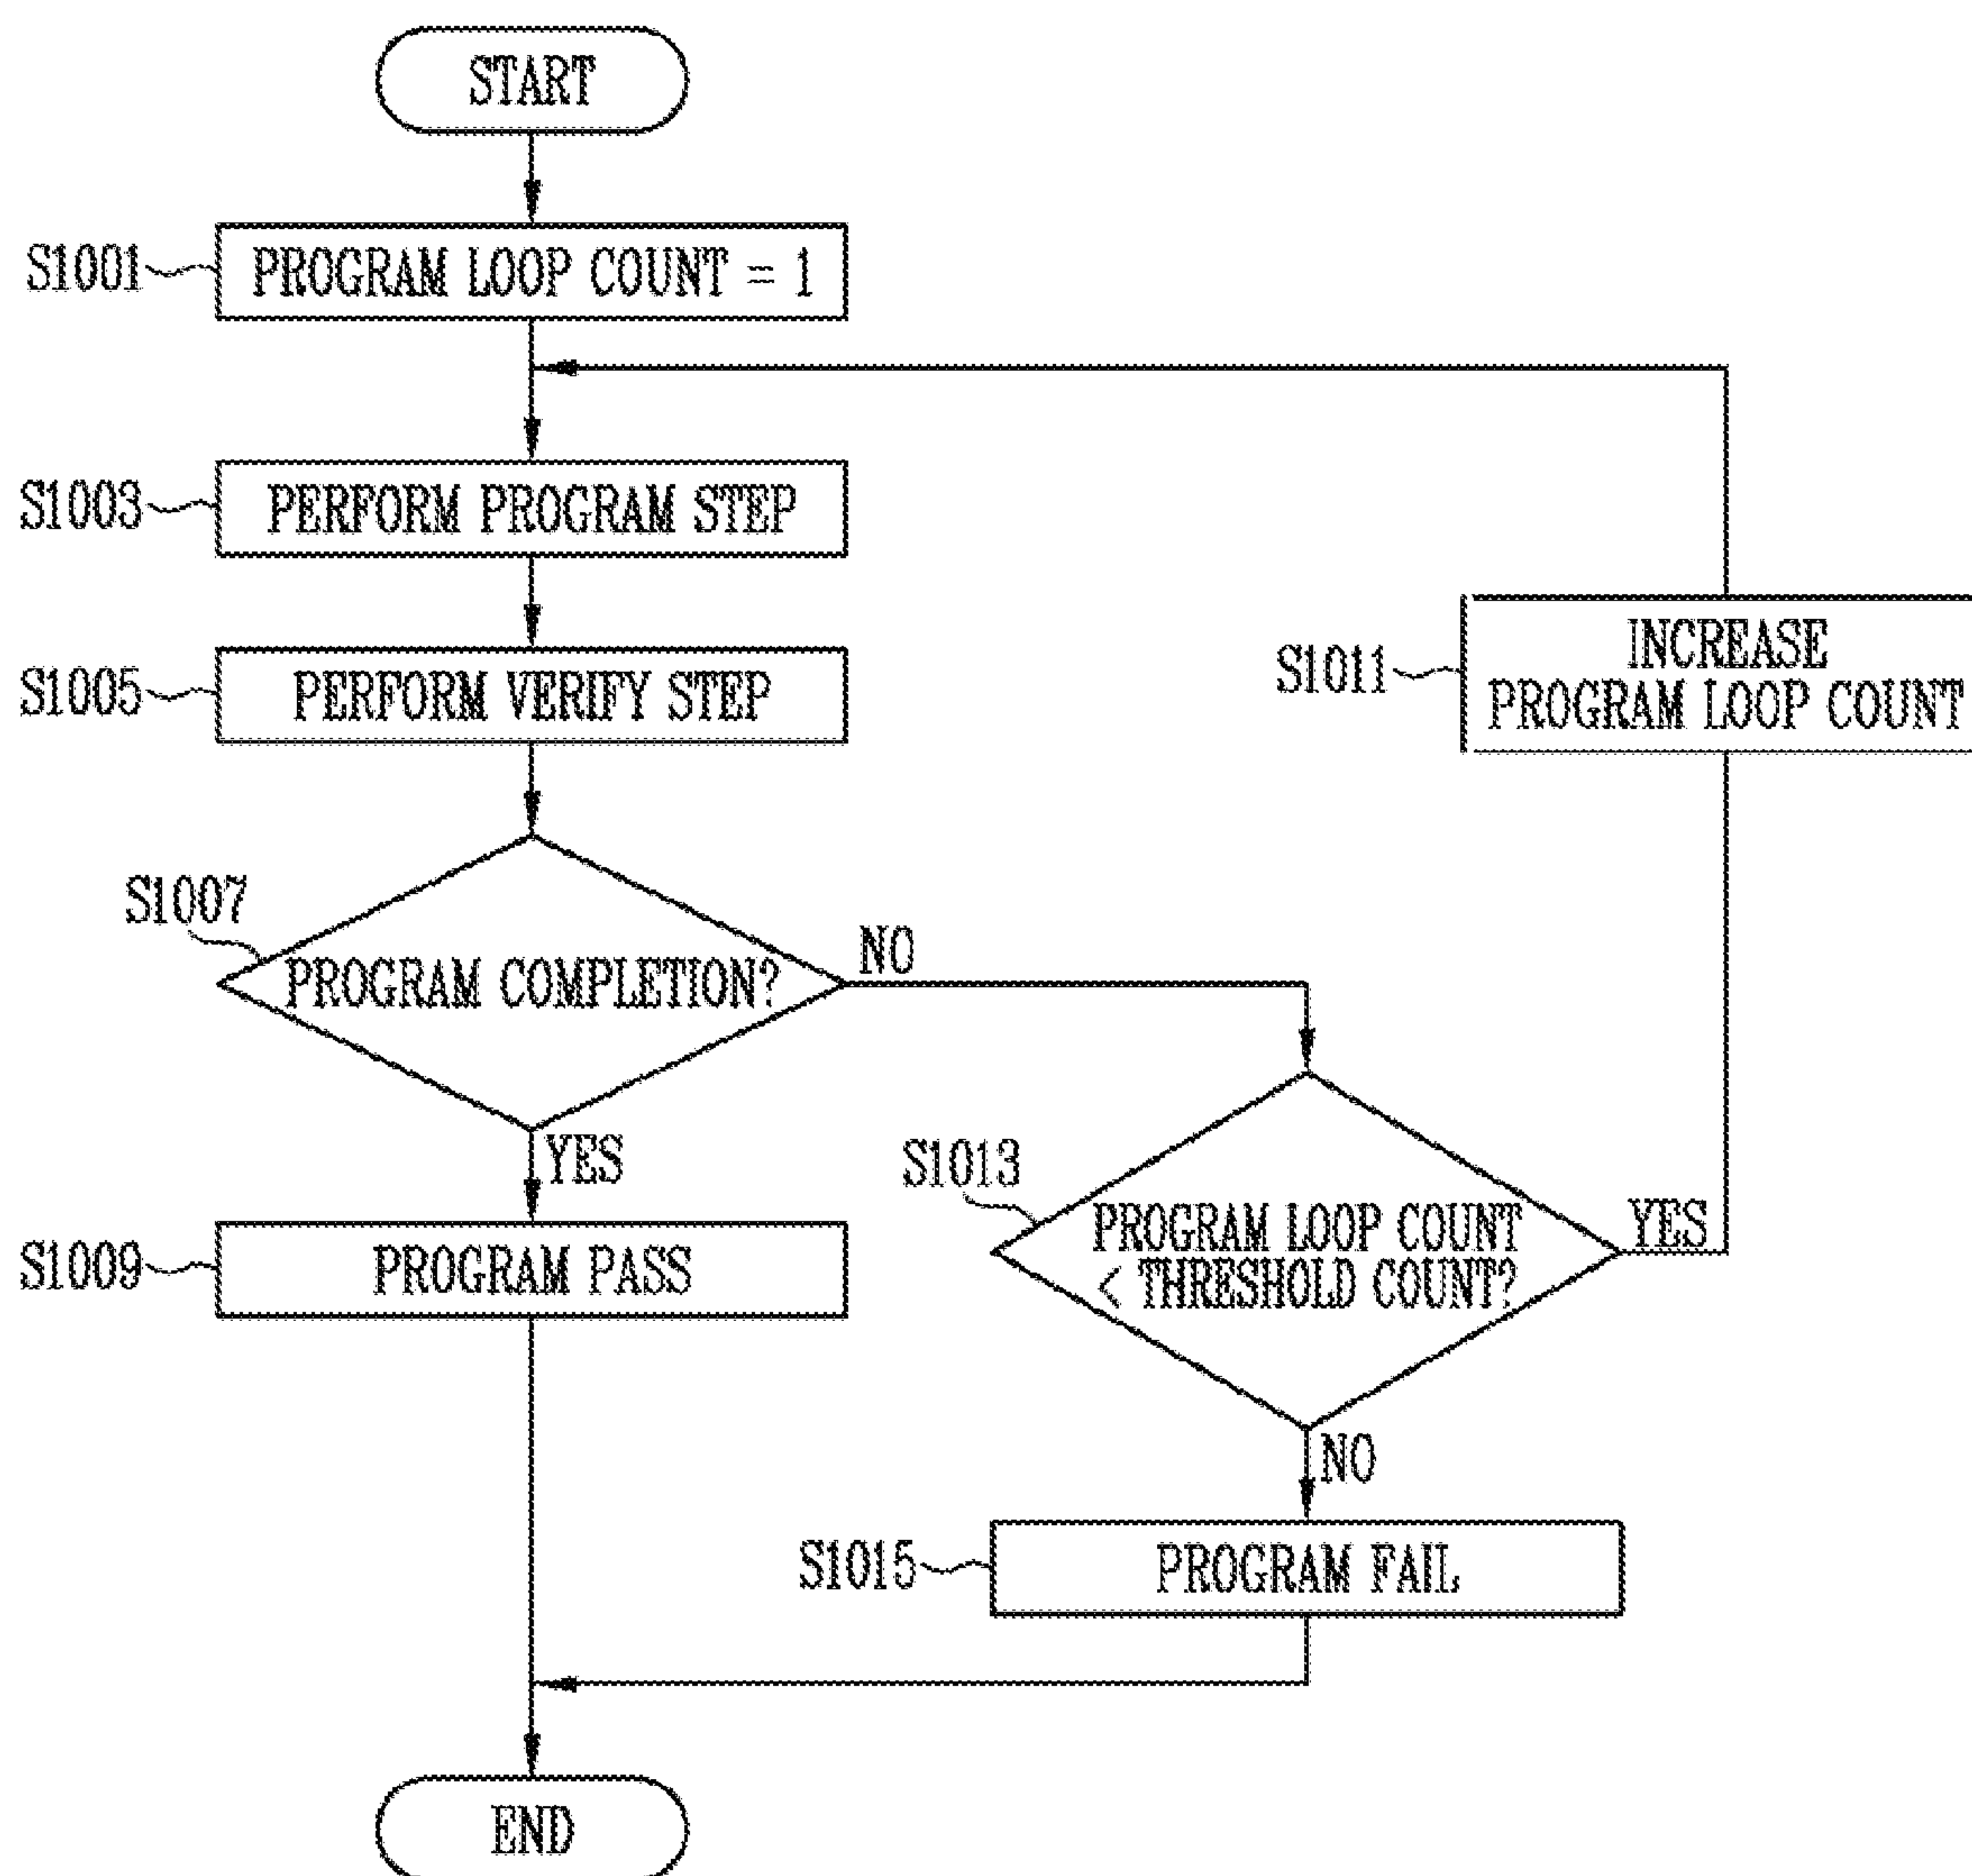 START
S1001
PROGRAM LOOP COUNT = 1
S1003
PERFORM PROGRAM STEP
S1005
PERFORM VERIFY STEP
S1011
INCREASE
PROGRAM LOOP COUNT
S1007
PROGRAM COMPLETION?
NO
YES
S1009
PROGRAM PASS
S1013
PROGRAM LOOP COUNT
< THRESHOLD COUNT?
YES
NO
S1015
PROGRAM FAIL
END